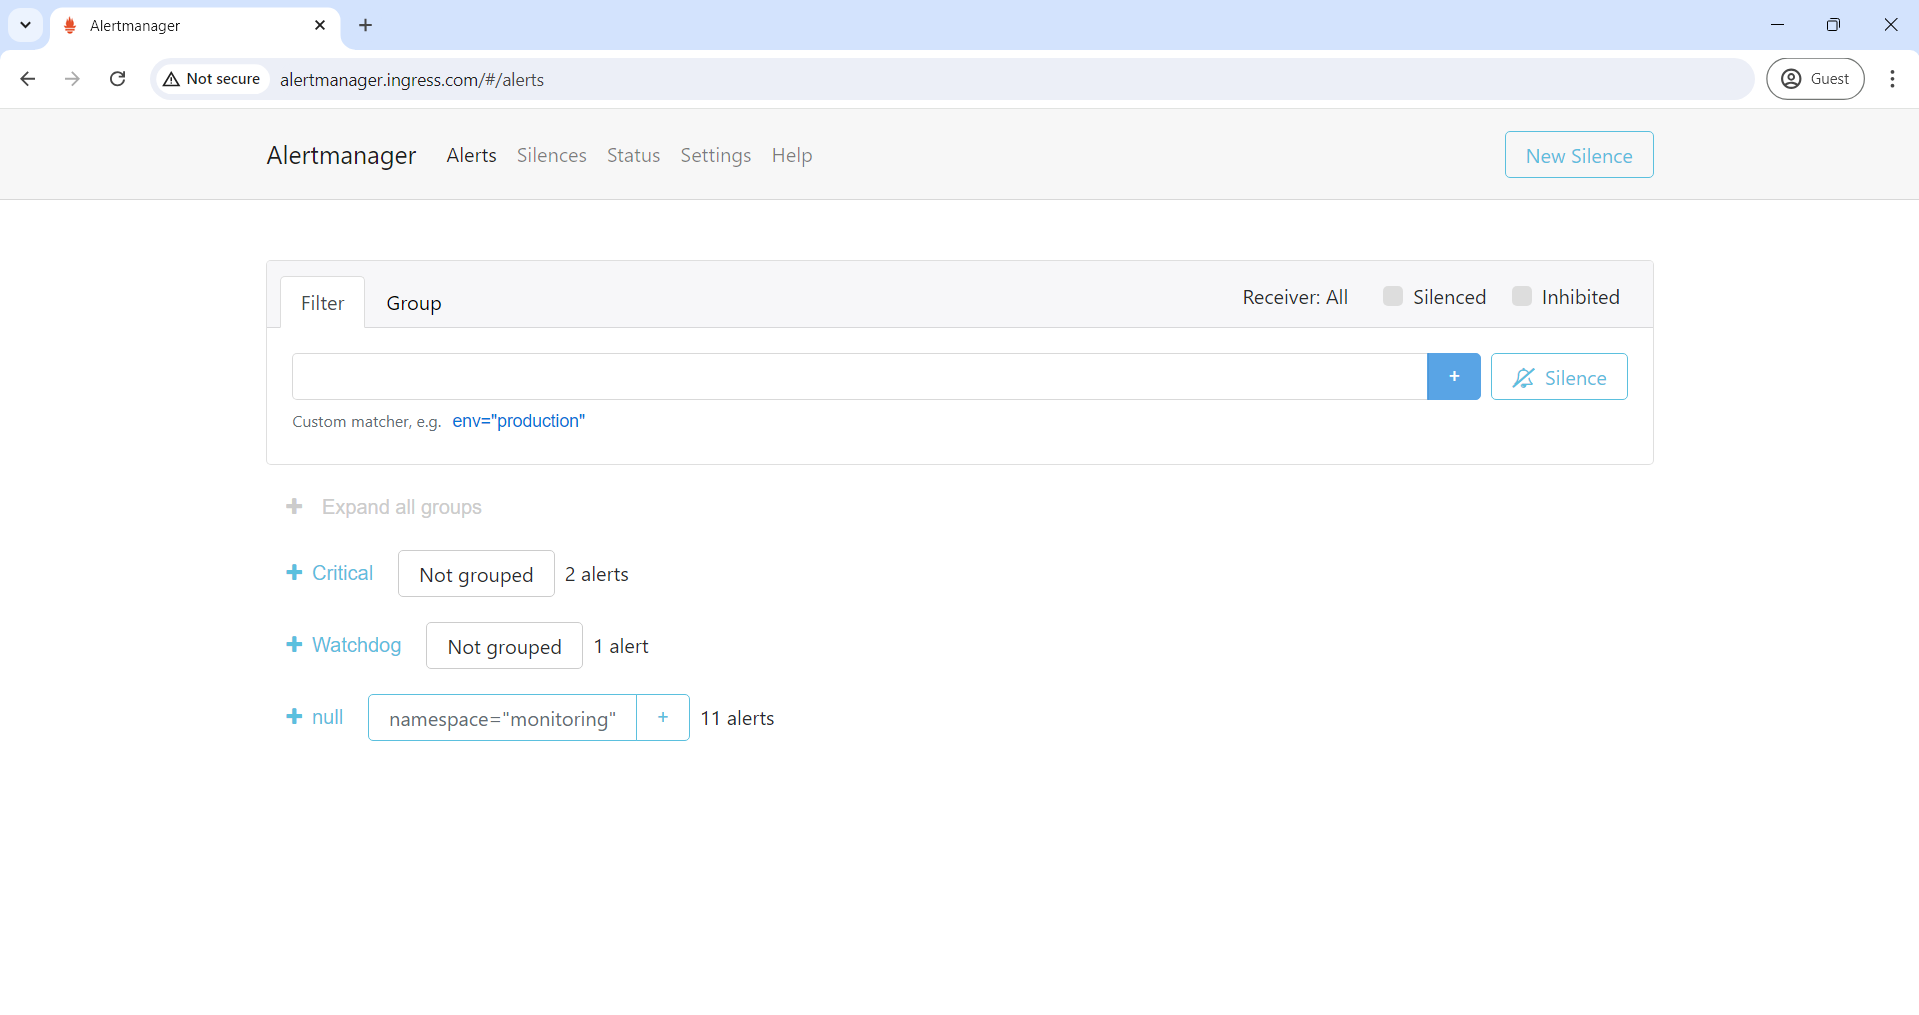 Alertmanager
Not secure alertmanager.ingress.com/#/alerts Guest
Alertmanager Alerts Silences Status Settings Help New Silence
Filter Group Receiver: All Silenced Inhibited
+ Silence
Custom matcher, e.g. env="production"
+ Expand all groups
+ Critical Not grouped 2 alerts
+ Watchdog Not grouped 1 alert
+ null namespace="monitoring" + 11 alerts